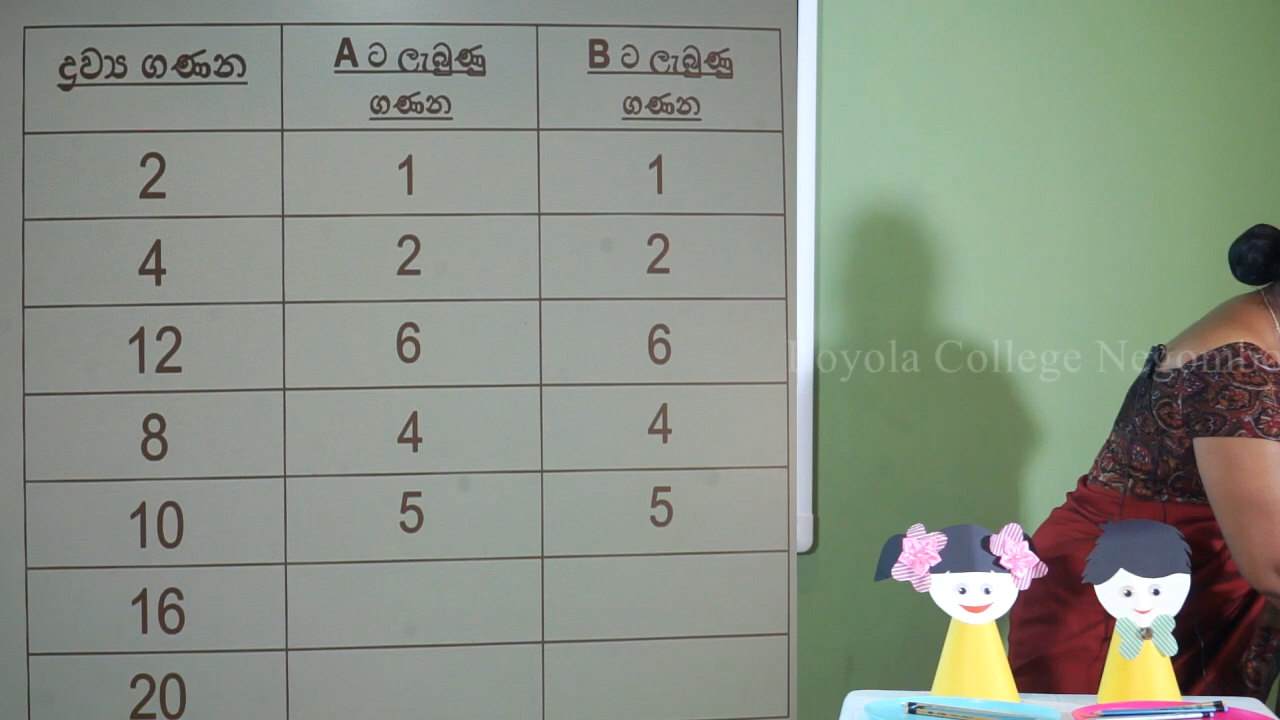 ද්‍රව්‍ය ගණන
A ට ලැබුණු ගණන
B ට ලැබුණු ගණන
2 1 1
4 2 2
12 6 6
8 4 4
10 5 5
16
20
Loyola College Negombo